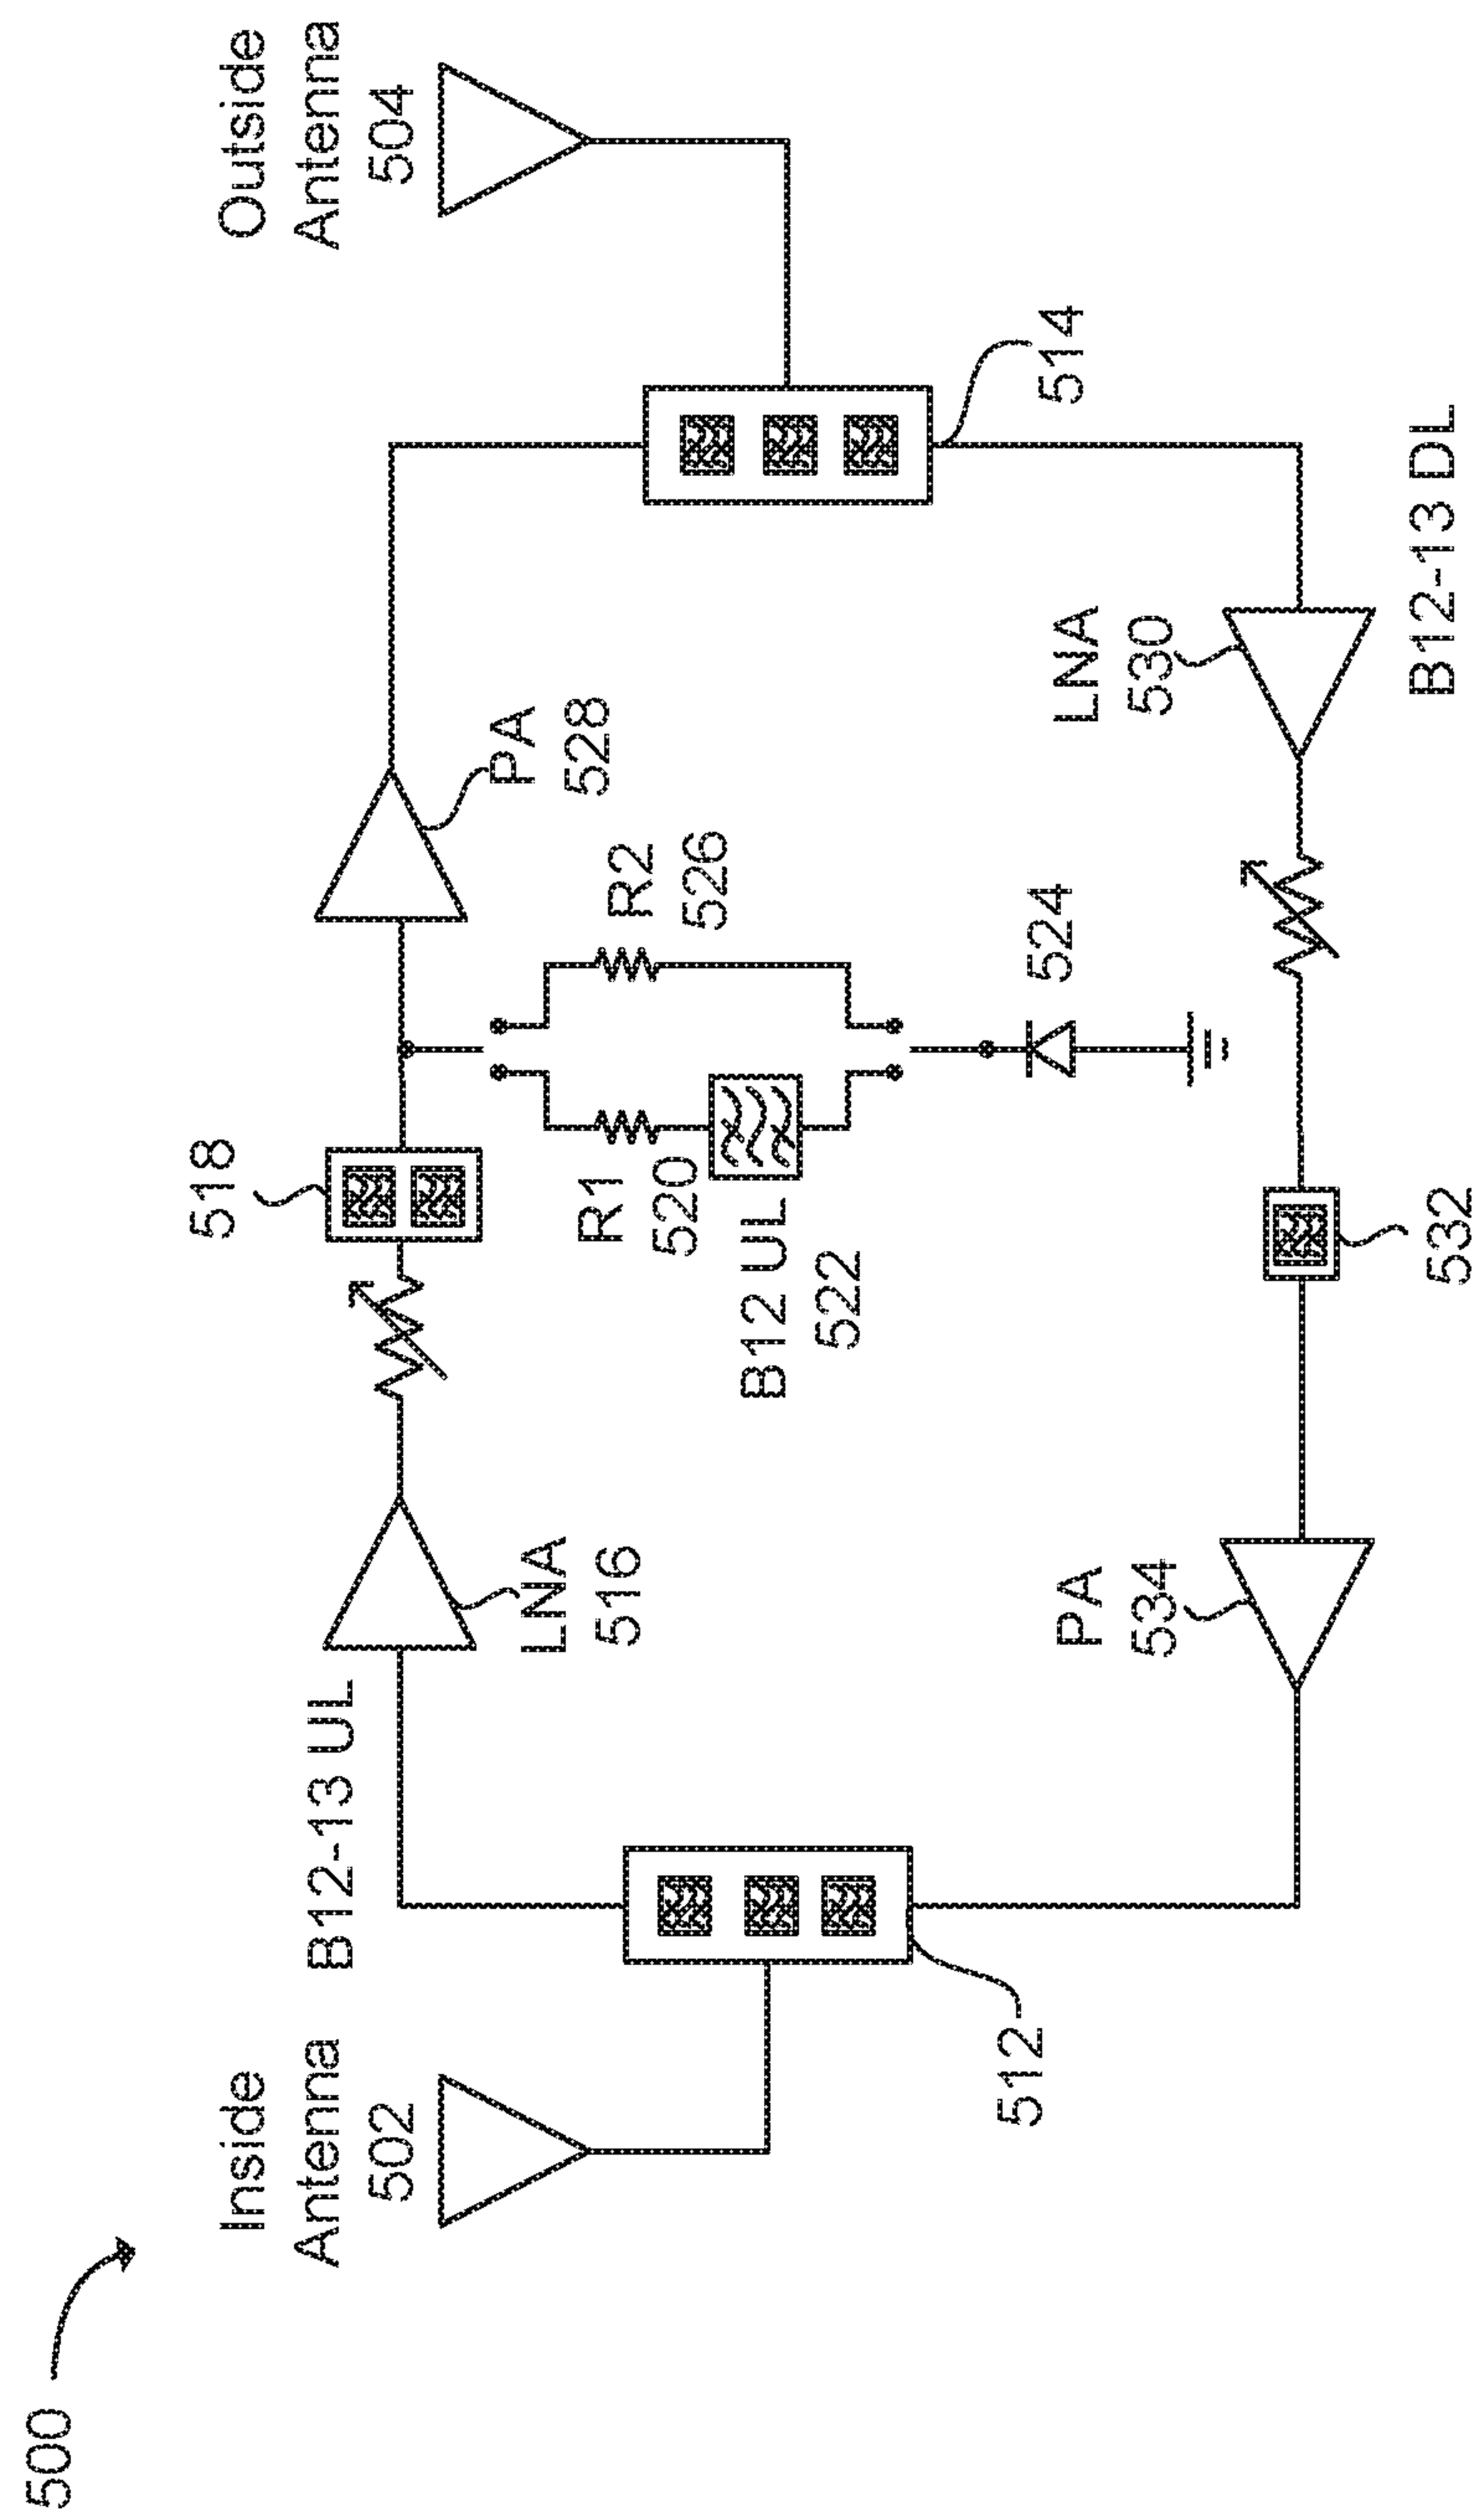 500
Inside
Antenna
502
Outside
Antenna
504
B12-13 UL
LNA
516
518
PA
528
R1
520
B12 UL
522
R2
526
524
512
514
PA
534
532
LNA
530
B12-13 DL